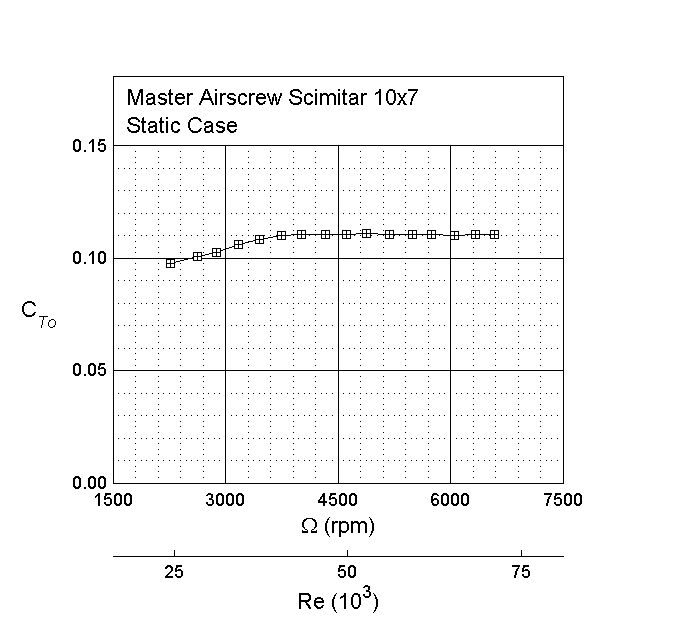 Master Airscrew Scimitar 10x7
Static Case
0.15
0.10
C_To
0.05
0.00
1500 3000 4500 6000 7500
Ω (rpm)
25 50 75
Re (10³)